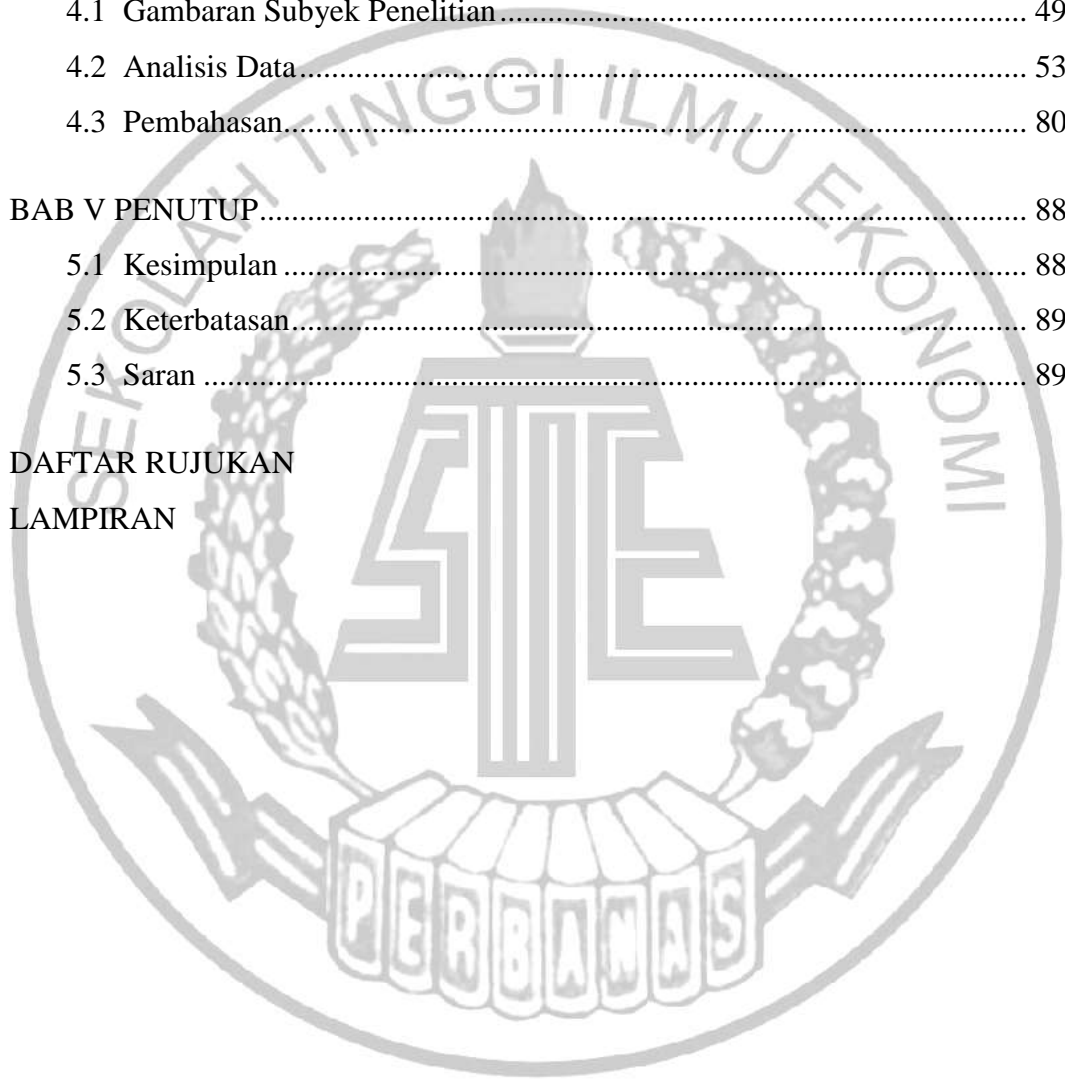 4.1 Gambaran Subyek Penelitian........................................................... 49
4.2 Analisis Data.................................................................................... 53
4.3 Pembahasan...................................................................................... 80
BAB V PENUTUP......................................................................................... 88
5.1 Kesimpulan ...................................................................................... 88
5.2 Keterbatasan..................................................................................... 89
5.3 Saran ................................................................................................ 89
DAFTAR RUJUKAN
LAMPIRAN
SEKOLAH TINGGI ILMU EKONOMI
STIE
PERBANAS